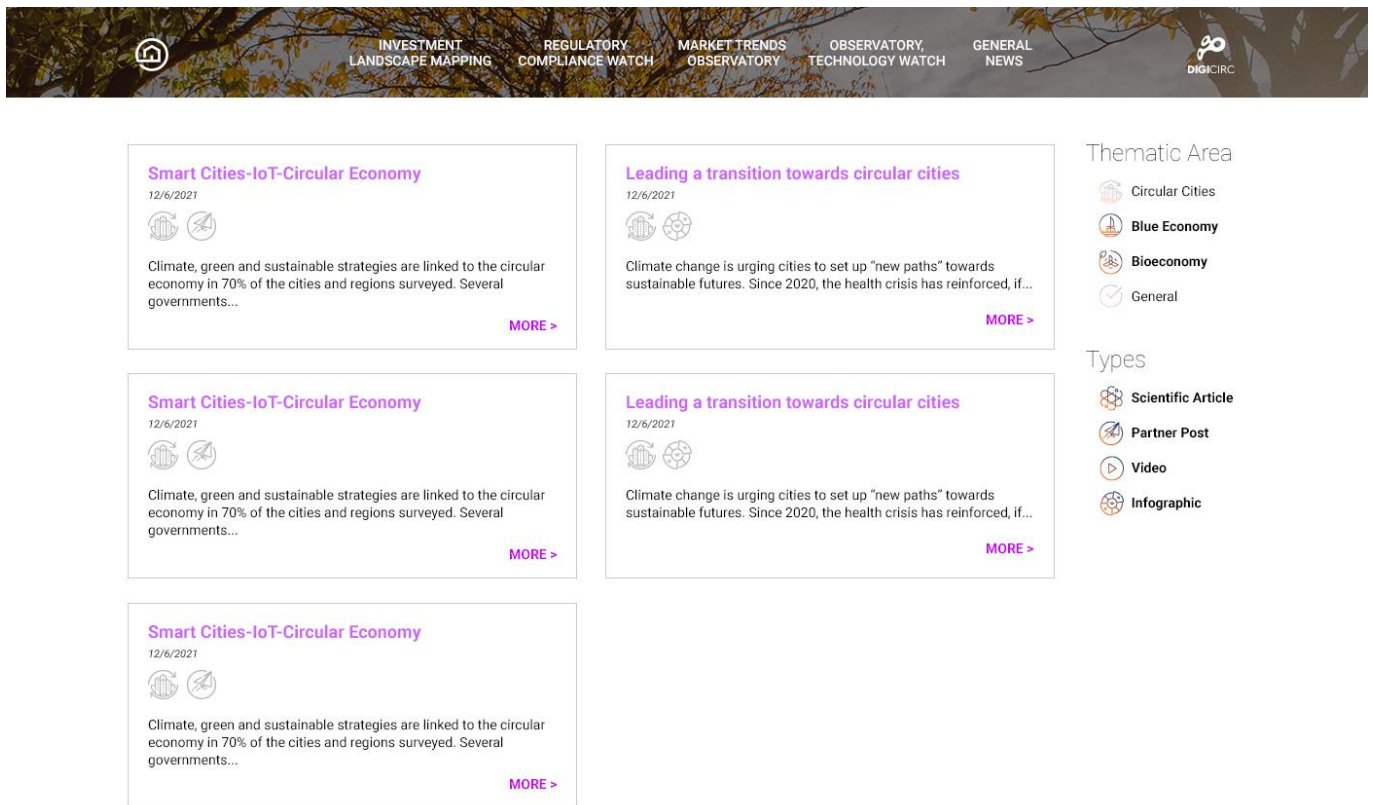 INVESTMENT
LANDSCAPE MAPPING
REGULATORY
COMPLIANCE WATCH
MARKET TRENDS
OBSERVATORY
OBSERVATORY,
TECHNOLOGY WATCH
GENERAL
NEWS
DIGICIRC
Smart Cities-IoT-Circular Economy
12/6/2021
Climate, green and sustainable strategies are linked to the circular
economy in 70% of the cities and regions surveyed. Several
governments...
MORE >
Leading a transition towards circular cities
12/6/2021
Climate change is urging cities to set up “new paths” towards
sustainable futures. Since 2020, the health crisis has reinforced, if...
MORE >
Smart Cities-IoT-Circular Economy
12/6/2021
Climate, green and sustainable strategies are linked to the circular
economy in 70% of the cities and regions surveyed. Several
governments...
MORE >
Leading a transition towards circular cities
12/6/2021
Climate change is urging cities to set up “new paths” towards
sustainable futures. Since 2020, the health crisis has reinforced, if...
MORE >
Smart Cities-IoT-Circular Economy
12/6/2021
Climate, green and sustainable strategies are linked to the circular
economy in 70% of the cities and regions surveyed. Several
governments...
MORE >
Thematic Area
Circular Cities
Blue Economy
Bioeconomy
General
Types
Scientific Article
Partner Post
Video
Infographic